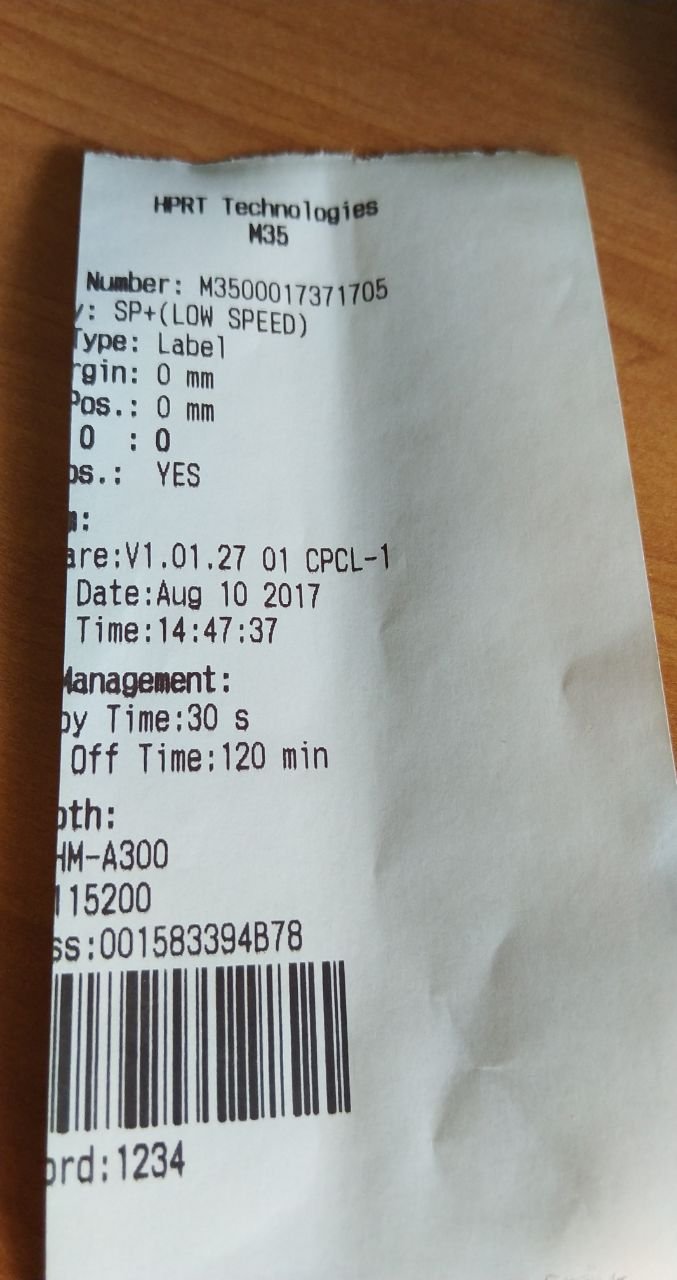 HPRT Technologies
M35
Number: M3500017371705
: SP+(LOW SPEED)
Type: Label
rgin: 0 mm
Pos.: 0 mm
0 : 0
os.: YES
:
are:V1.01.27 01 CPCL-1
Date:Aug 10 2017
Time:14:47:37
Management:
by Time:30 s
Off Time:120 min
oth:
HM-A300
115200
ss:001583394B78
ord:1234